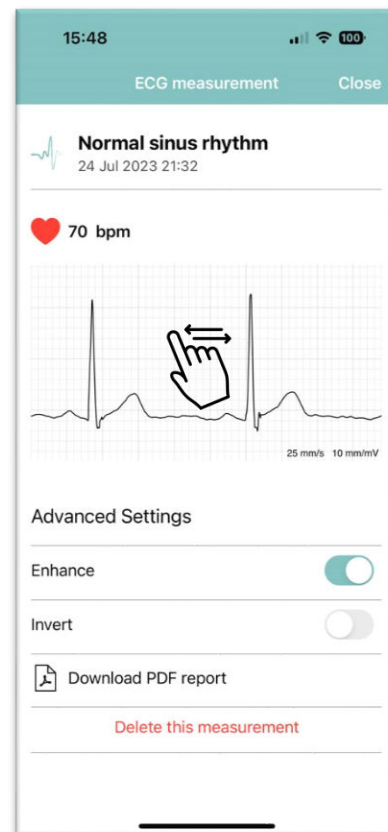 15:48
100
ECG measurement Close
Normal sinus rhythm
24 Jul 2023 21:32
70 bpm
25 mm/s 10 mm/mV
Advanced Settings
Enhance
Invert
Download PDF report
Delete this measurement